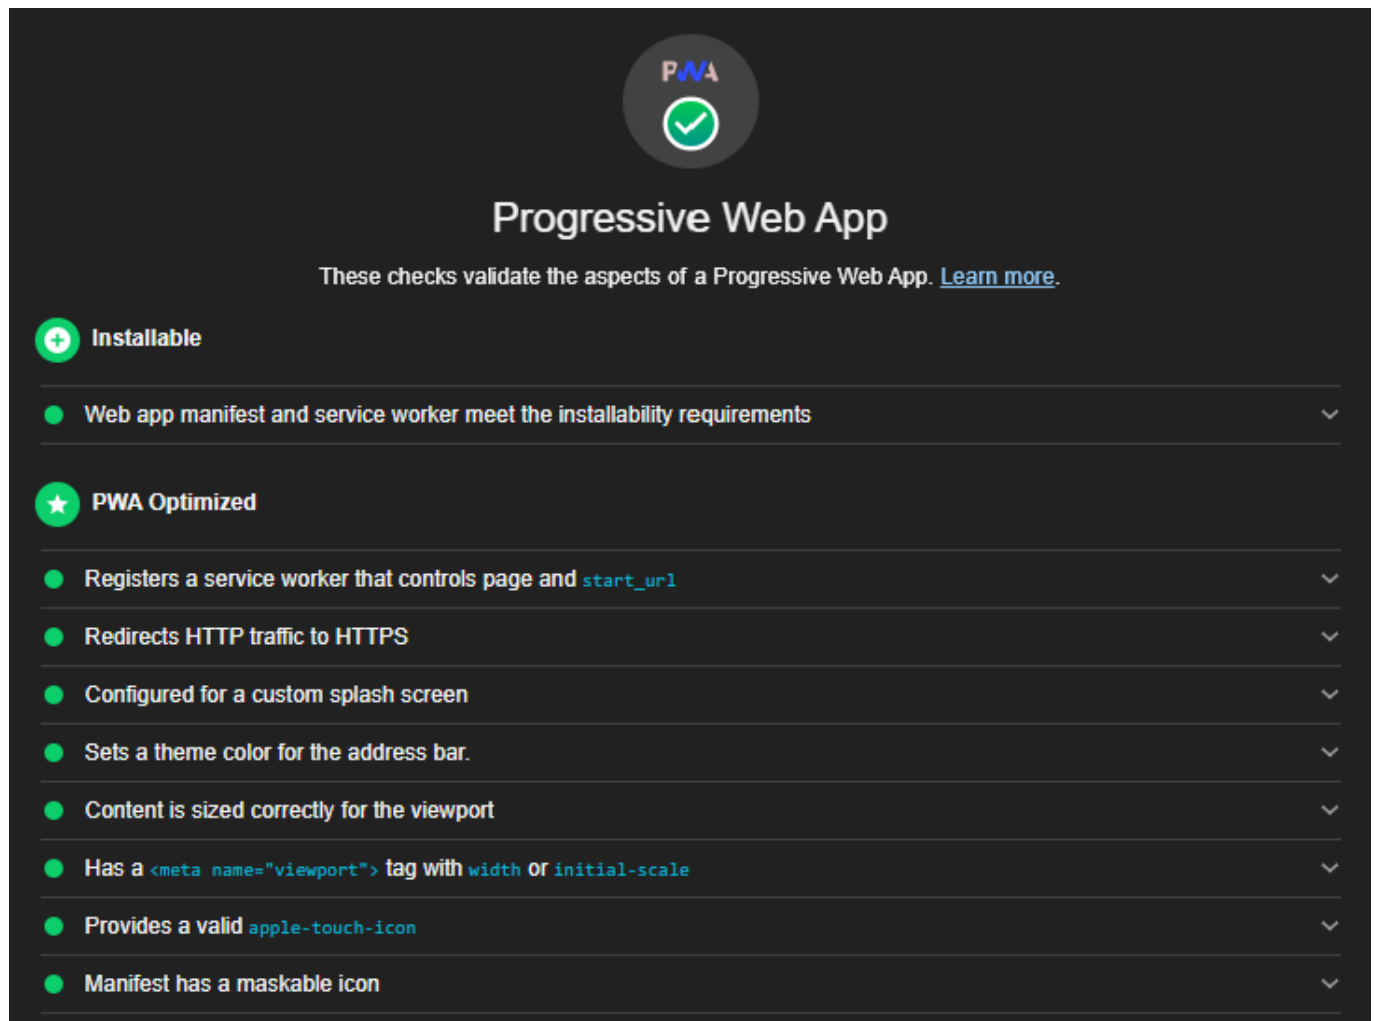 PWA
Progressive Web App
These checks validate the aspects of a Progressive Web App. Learn more.
Installable
Web app manifest and service worker meet the installability requirements
PWA Optimized
Registers a service worker that controls page and start_url
Redirects HTTP traffic to HTTPS
Configured for a custom splash screen
Sets a theme color for the address bar.
Content is sized correctly for the viewport
Has a <meta name="viewport"> tag with width or initial-scale
Provides a valid apple-touch-icon
Manifest has a maskable icon